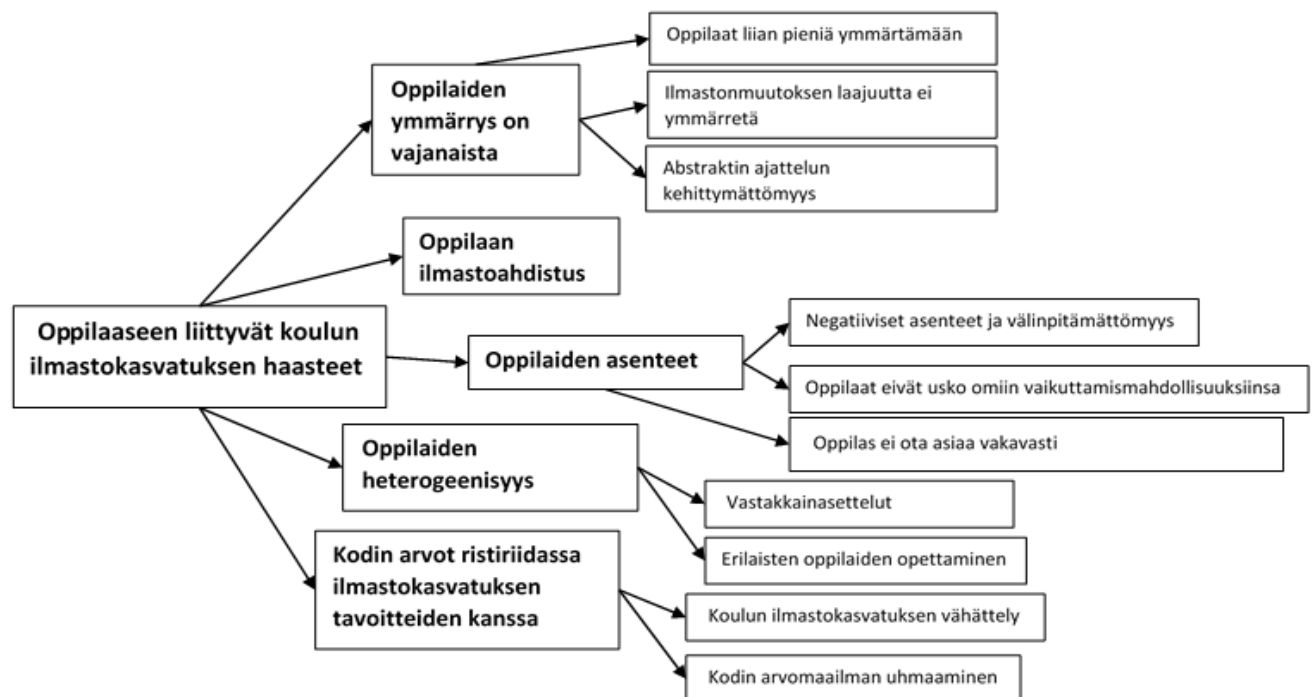 Oppilaat liian pieniä ymmärtämään
Oppilaiden
ymmärrys on
vajanaista
Ilmastonmuutoksen laajuutta ei
ymmärretä
Abstraktin ajattelun
kehittymättömyys
Oppilaan
ilmastoahdistus
Oppilaaseen liittyvät koulun
ilmastokasvatuksen haasteet
Oppilaiden asenteet
Negatiiviset asenteet ja välinpitämättömyys
Oppilaat eivät usko omiin vaikuttamismahdollisuuksiinsa
Oppilas ei ota asiaa vakavasti
Oppilaiden
heterogeenisyys
Vastakkainasettelut
Erilaisten oppilaiden opettaminen
Kodin arvot ristiriidassa
ilmastokasvatuksen
tavoitteiden kanssa
Koulun ilmastokasvatuksen vähättely
Kodin arvomaailman uhmaaminen